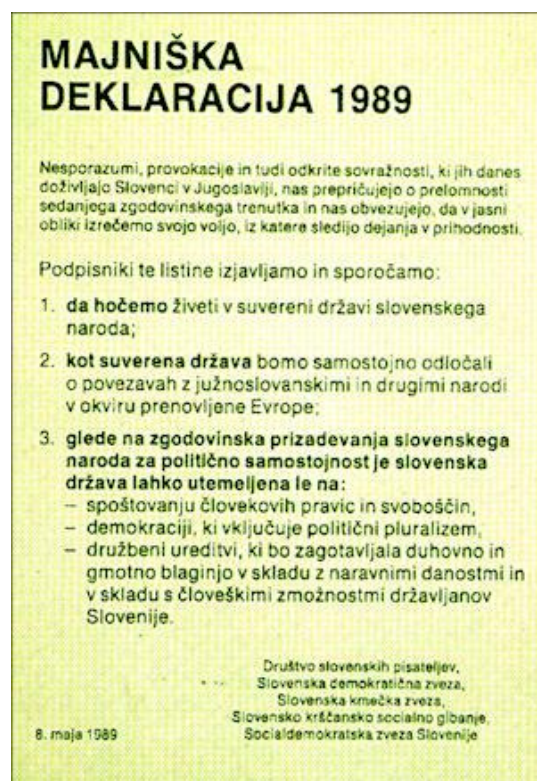 MAJNIŠKA
DEKLARACIJA 1989
Nesporazumi, provokacije in tudi odkrite sovražnosti, ki jih danes
doživljajo Slovenci v Jugoslaviji, nas prepričujejo o prelomnosti
sedanjega zgodovinskega trenutka in nas obvezujejo, da v jasni
obliki izrečemo svojo voljo, iz katere sledijo dejanja v prihodnosti.
Podpisniki te listine izjavljamo in sporočamo:
1. da hočemo živeti v suvereni državi slovenskega
naroda;
2. kot suverena država bomo samostojno odločali
o povezavah z južnoslovanskimi in drugimi narodi
v okviru prenovljene Evrope;
3. glede na zgodovinska prizadevanja slovenskega
naroda za politično samostojnost je slovenska
država lahko utemeljena le na:
– spoštovanju človekovih pravic in svoboščin,
– demokraciji, ki vključuje politični pluralizem,
– družbeni ureditvi, ki bo zagotavljala duhovno in
gmotno blaginjo v skladu z naravnimi danostmi in
v skladu s človeškimi zmožnostmi državljanov
Slovenije.
Društvo slovenskih pisateljev,
Slovenska demokratična zveza,
Slovenska kmečka zveza,
Slovensko krščansko socialno gibanje,
8. maja 1989 Socialdemokratska zveza Slovenije